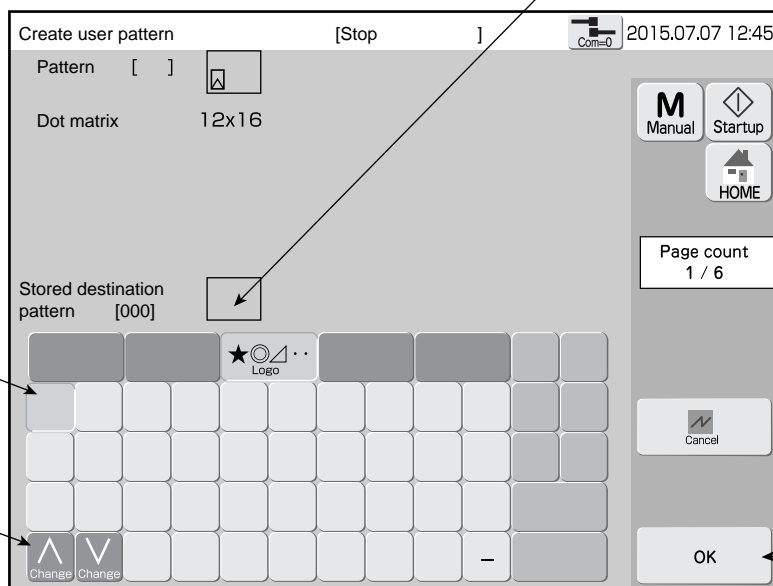 Create user pattern [Stop ] Com=0 2015.07.07 12:45
Pattern [ ]
Dot matrix 12x16
Manual Startup
HOME
Page count
1 / 6
Stored destination
pattern [000]
★◎⊿··
Logo
Cancel
Change Change
–
OK